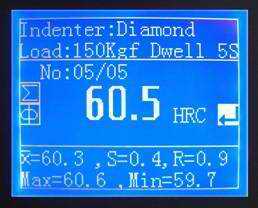 Indenter:Diamond
Load:150Kgf Dwell 5S
No:05/05
60.5 HRC
x̄=60.3 ,S=0.4,R=0.9
Max=60.6 ,Min=59.7